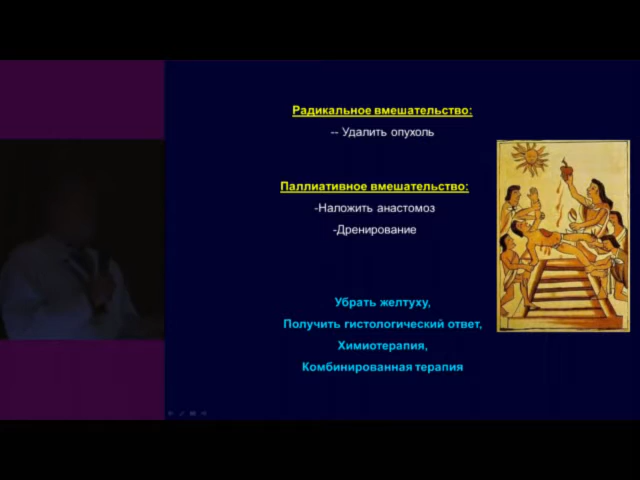 Радикальное вмешательство:
-- Удалить опухоль
Паллиативное вмешательство:
-Наложить анастомоз
-Дренирование
Убрать желтуху,
Получить гистологический ответ,
Химиотерапия,
Комбинированная терапия